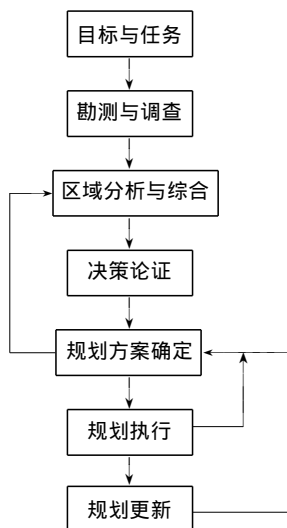 目标与任务
勘测与调查
区域分析与综合
决策论证
规划方案确定
规划执行
规划更新